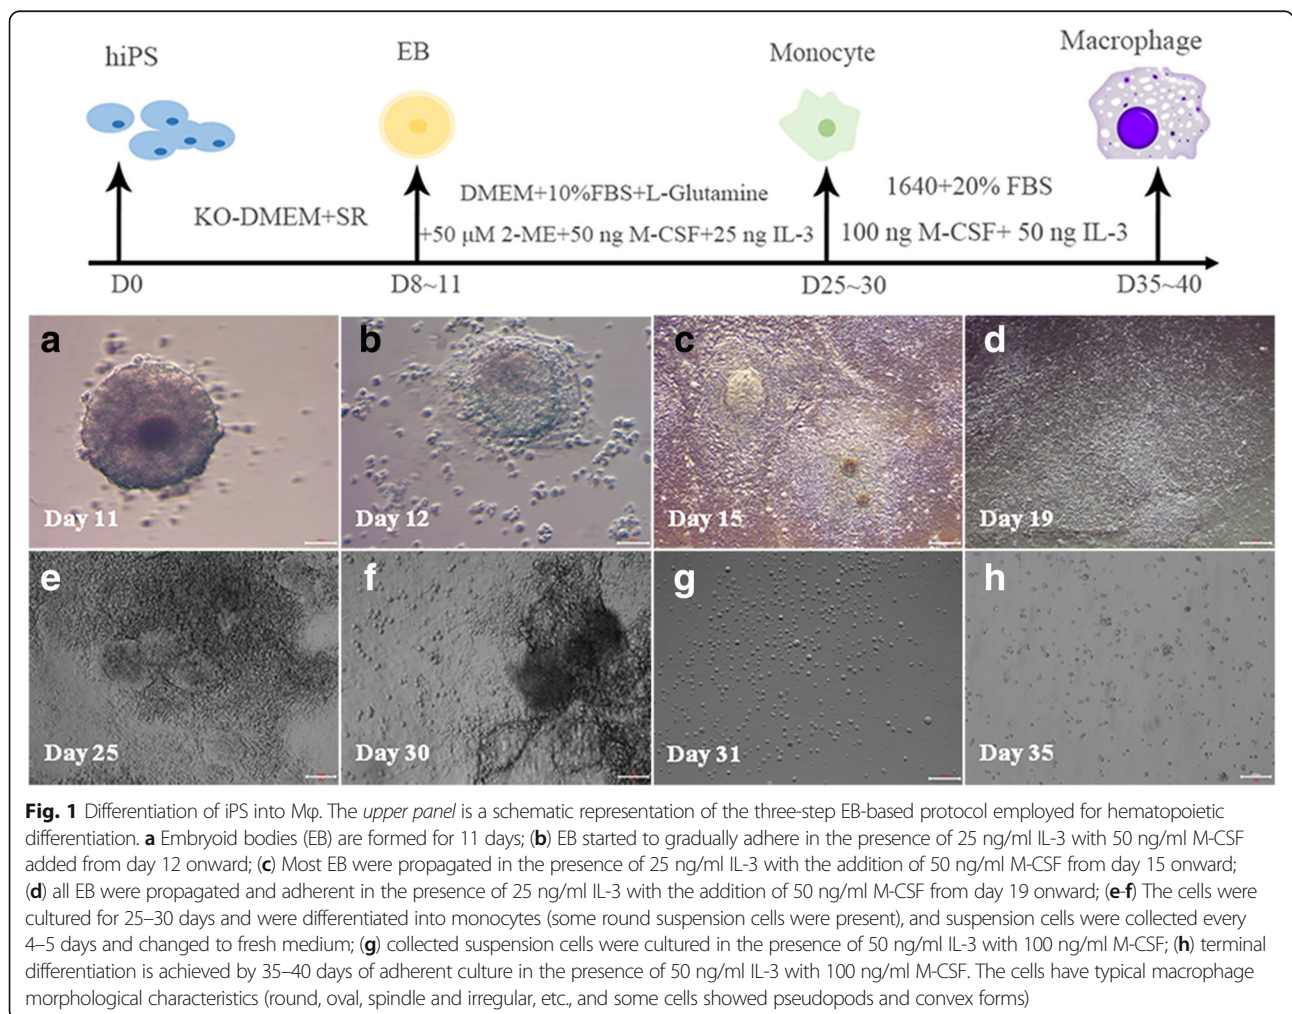 hiPS
EB
Monocyte
Macrophage
KO-DMEM+SR
DMEM+10%FBS+L-Glutamine
+50 μM 2-ME+50 ng M-CSF+25 ng IL-3
1640+20% FBS
100 ng M-CSF+ 50 ng IL-3
D0
D8~11
D25~30
D35~40
a
Day 11
b
Day 12
c
Day 15
d
Day 19
e
Day 25
f
Day 30
g
Day 31
h
Day 35
Fig. 1 Differentiation of iPS into Mφ. The upper panel is a schematic representation of the three-step EB-based protocol employed for hematopoietic
differentiation. a Embryoid bodies (EB) are formed for 11 days; (b) EB started to gradually adhere in the presence of 25 ng/ml IL-3 with 50 ng/ml M-CSF
added from day 12 onward; (c) Most EB were propagated in the presence of 25 ng/ml IL-3 with the addition of 50 ng/ml M-CSF from day 15 onward;
(d) all EB were propagated and adherent in the presence of 25 ng/ml IL-3 with the addition of 50 ng/ml M-CSF from day 19 onward; (e-f) The cells were
cultured for 25–30 days and were differentiated into monocytes (some round suspension cells were present), and suspension cells were collected every
4–5 days and changed to fresh medium; (g) collected suspension cells were cultured in the presence of 50 ng/ml IL-3 with 100 ng/ml M-CSF; (h) terminal
differentiation is achieved by 35–40 days of adherent culture in the presence of 50 ng/ml IL-3 with 100 ng/ml M-CSF. The cells have typical macrophage
morphological characteristics (round, oval, spindle and irregular, etc., and some cells showed pseudopods and convex forms)